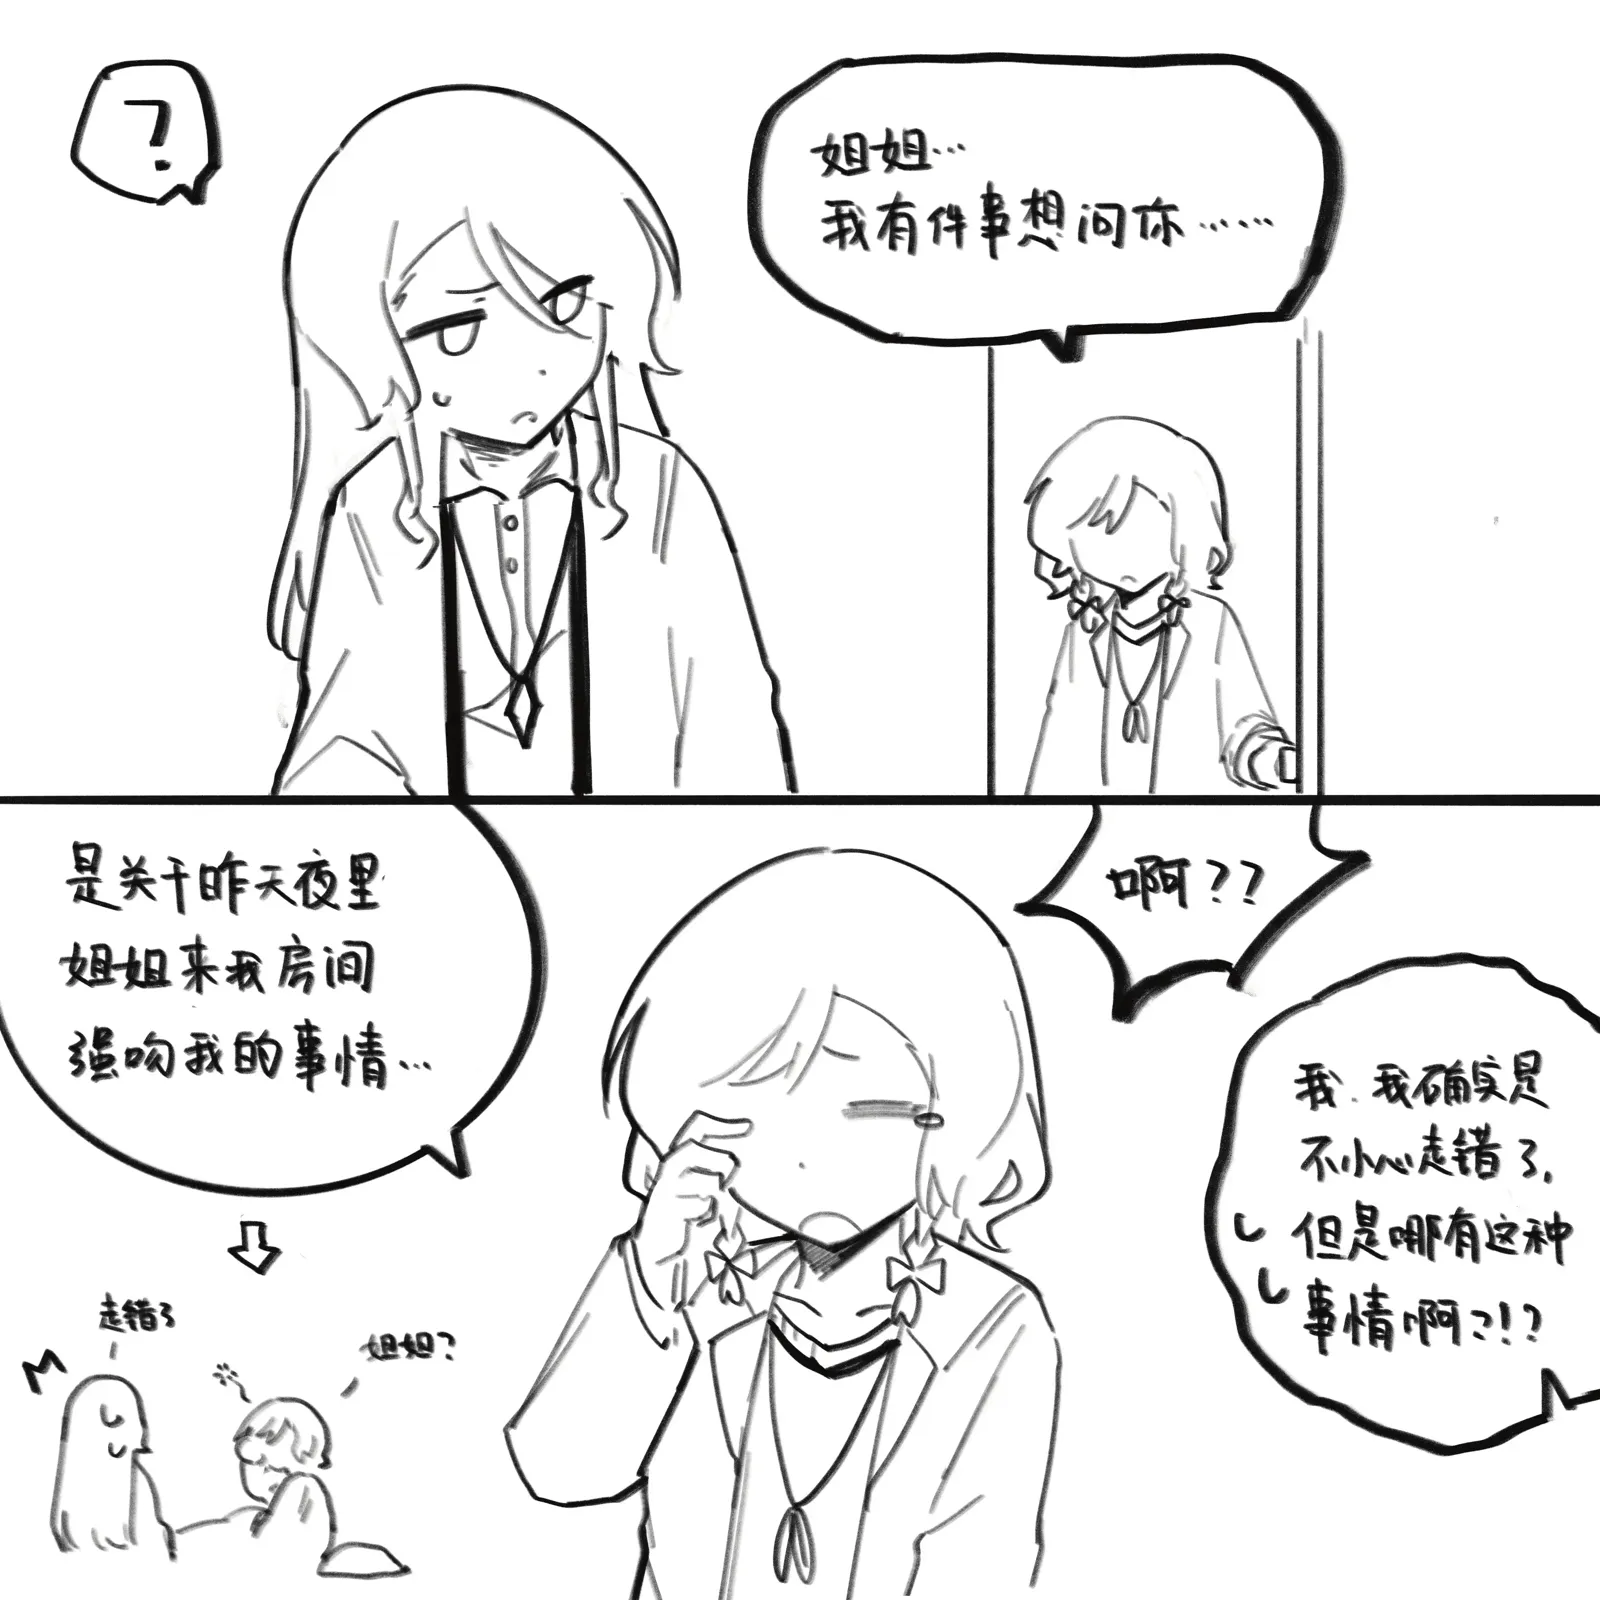 ?
姐姐…
我有件事想问你……
是关于昨天夜里
姐姐来我房间
强吻我的事情…
啊??
我.我确实是
不小心走错了,
但是哪有这种
事情啊?!?
走错了
姐姐?